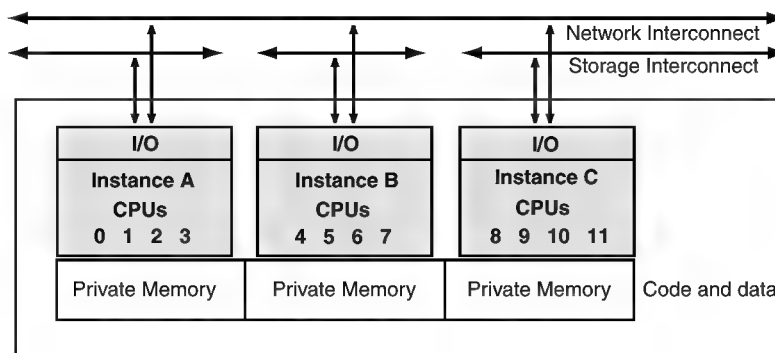 Network Interconnect
Storage Interconnect
I/O I/O I/O
Instance A Instance B Instance C
CPUs CPUs CPUs
0 1 2 3 4 5 6 7 8 9 10 11
Private Memory Private Memory Private Memory Code and data